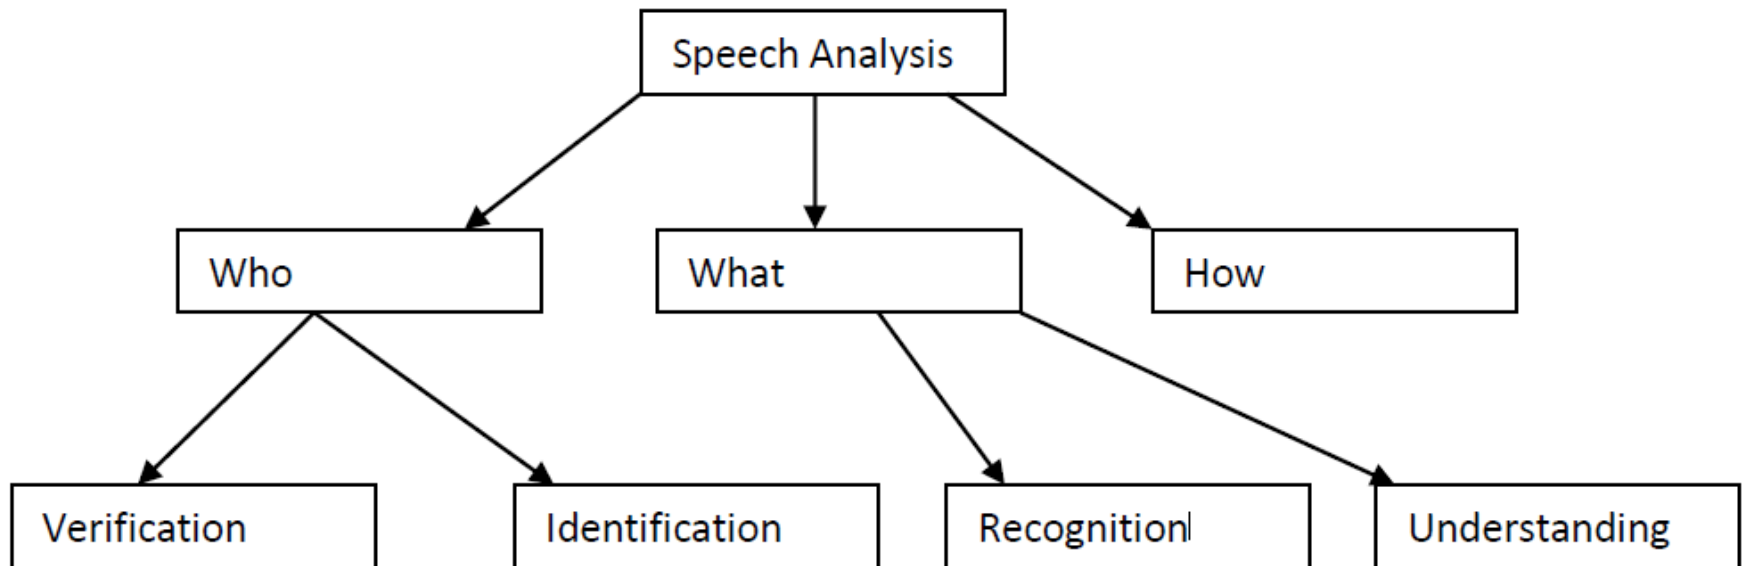 Speech Analysis
Who
What
How
Verification
Identification
Recognition
Understanding